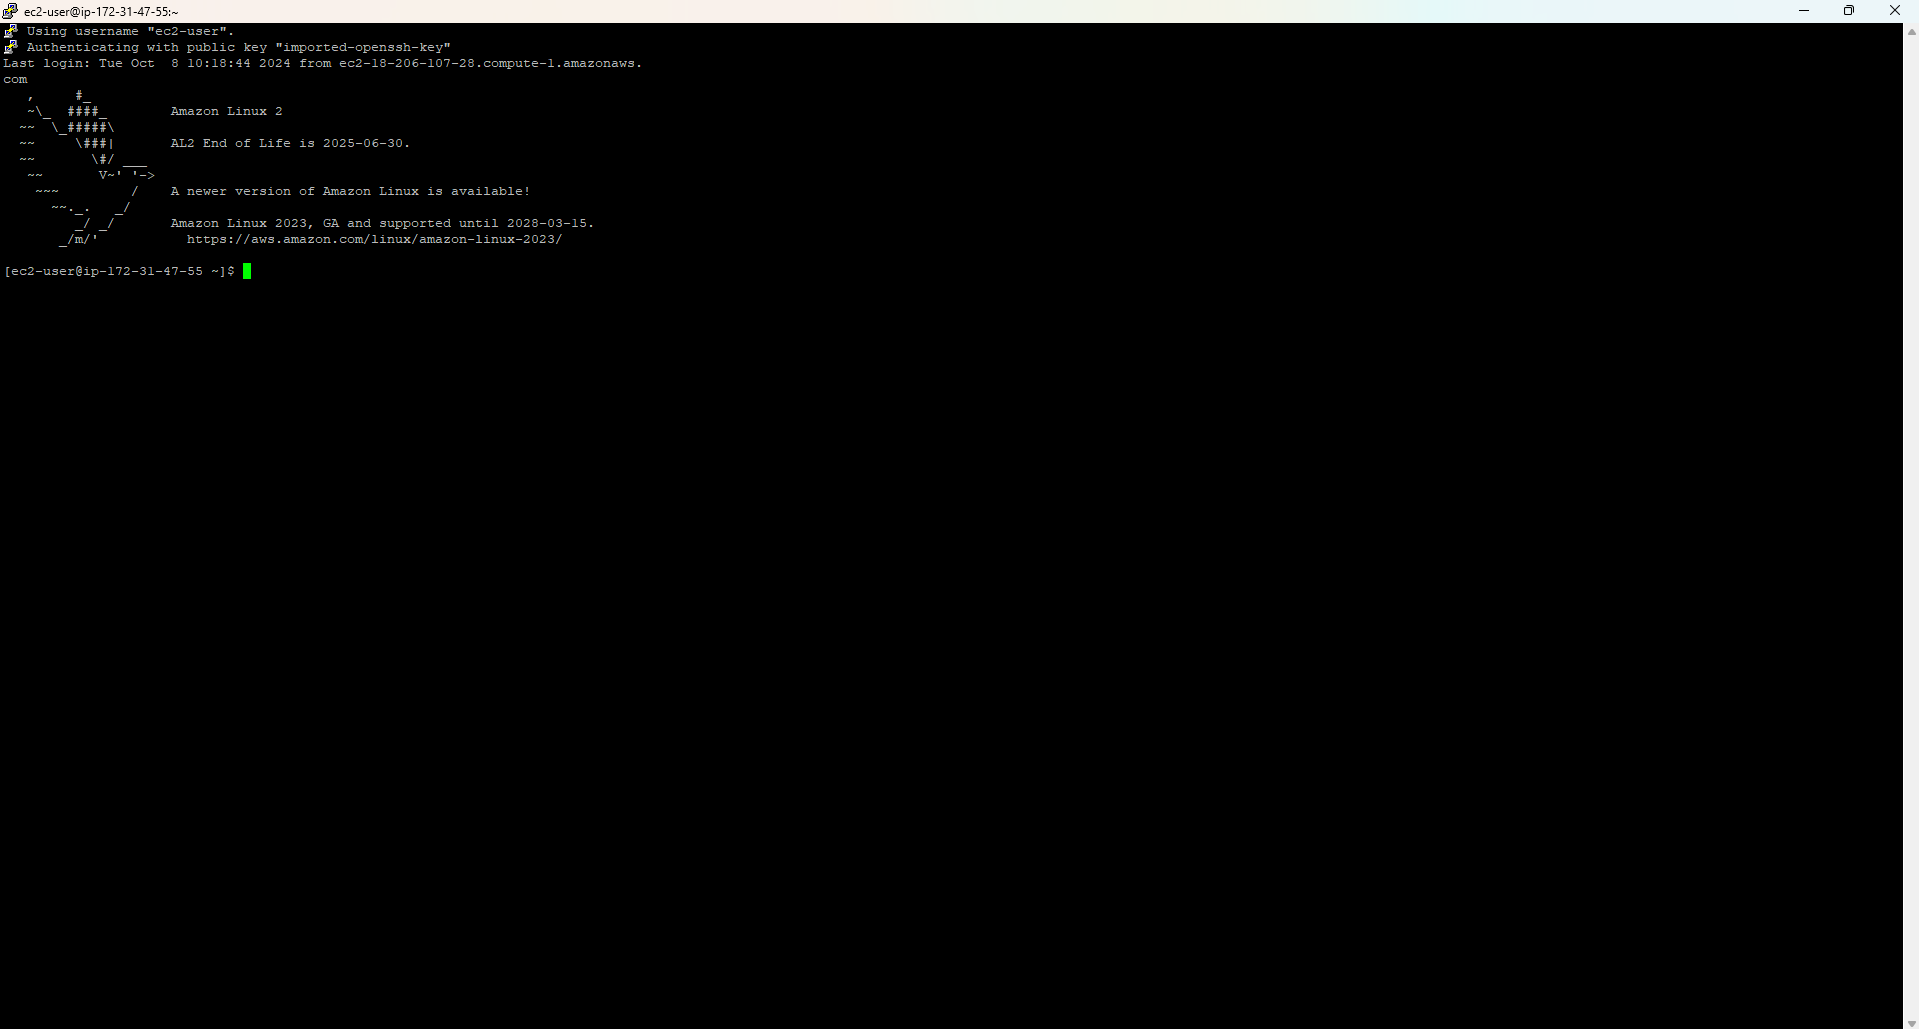 ec2-user@ip-172-31-47-55:~
Using username "ec2-user".
Authenticating with public key "imported-openssh-key"
Last login: Tue Oct  8 10:18:44 2024 from ec2-18-206-107-28.compute-1.amazonaws.
com
   ,     #_
   ~\_  ####_        Amazon Linux 2
  ~~  \_#####\
  ~~     \###|       AL2 End of Life is 2025-06-30.
  ~~       \#/ ___
   ~~       V~' '->
    ~~~         /    A newer version of Amazon Linux is available!
      ~~._.   _/
         _/ _/       Amazon Linux 2023, GA and supported until 2028-03-15.
       _/m/'           https://aws.amazon.com/linux/amazon-linux-2023/
[ec2-user@ip-172-31-47-55 ~]$